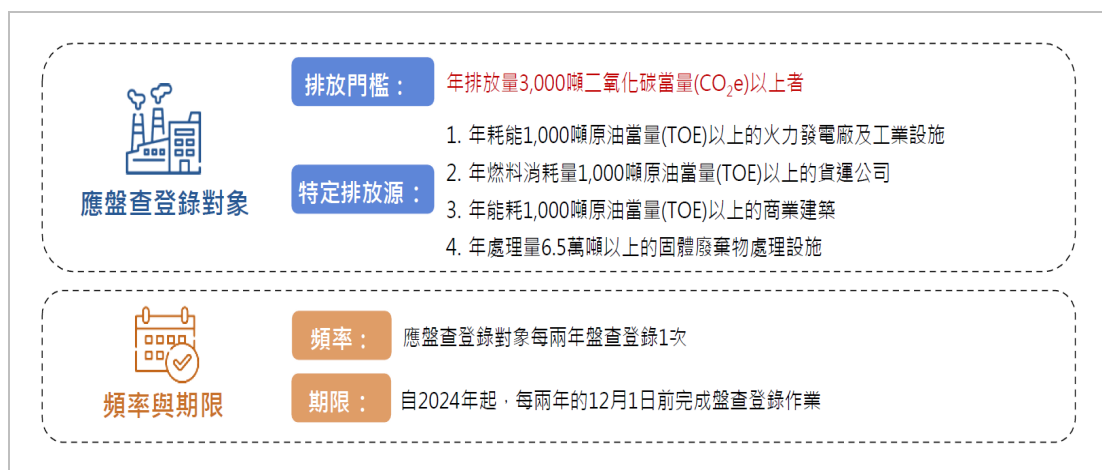 應盤查登錄對象
排放門檻：
年排放量3,000噸二氧化碳當量(CO₂e)以上者
特定排放源：
1. 年耗能1,000噸原油當量(TOE)以上的火力發電廠及工業設施
2. 年燃料消耗量1,000噸原油當量(TOE)以上的貨運公司
3. 年能耗1,000噸原油當量(TOE)以上的商業建築
4. 年處理量6.5萬噸以上的固體廢棄物處理設施
頻率與期限
頻率：
應盤查登錄對象每兩年盤查登錄1次
期限：
自2024年起，每兩年的12月1日前完成盤查登錄作業